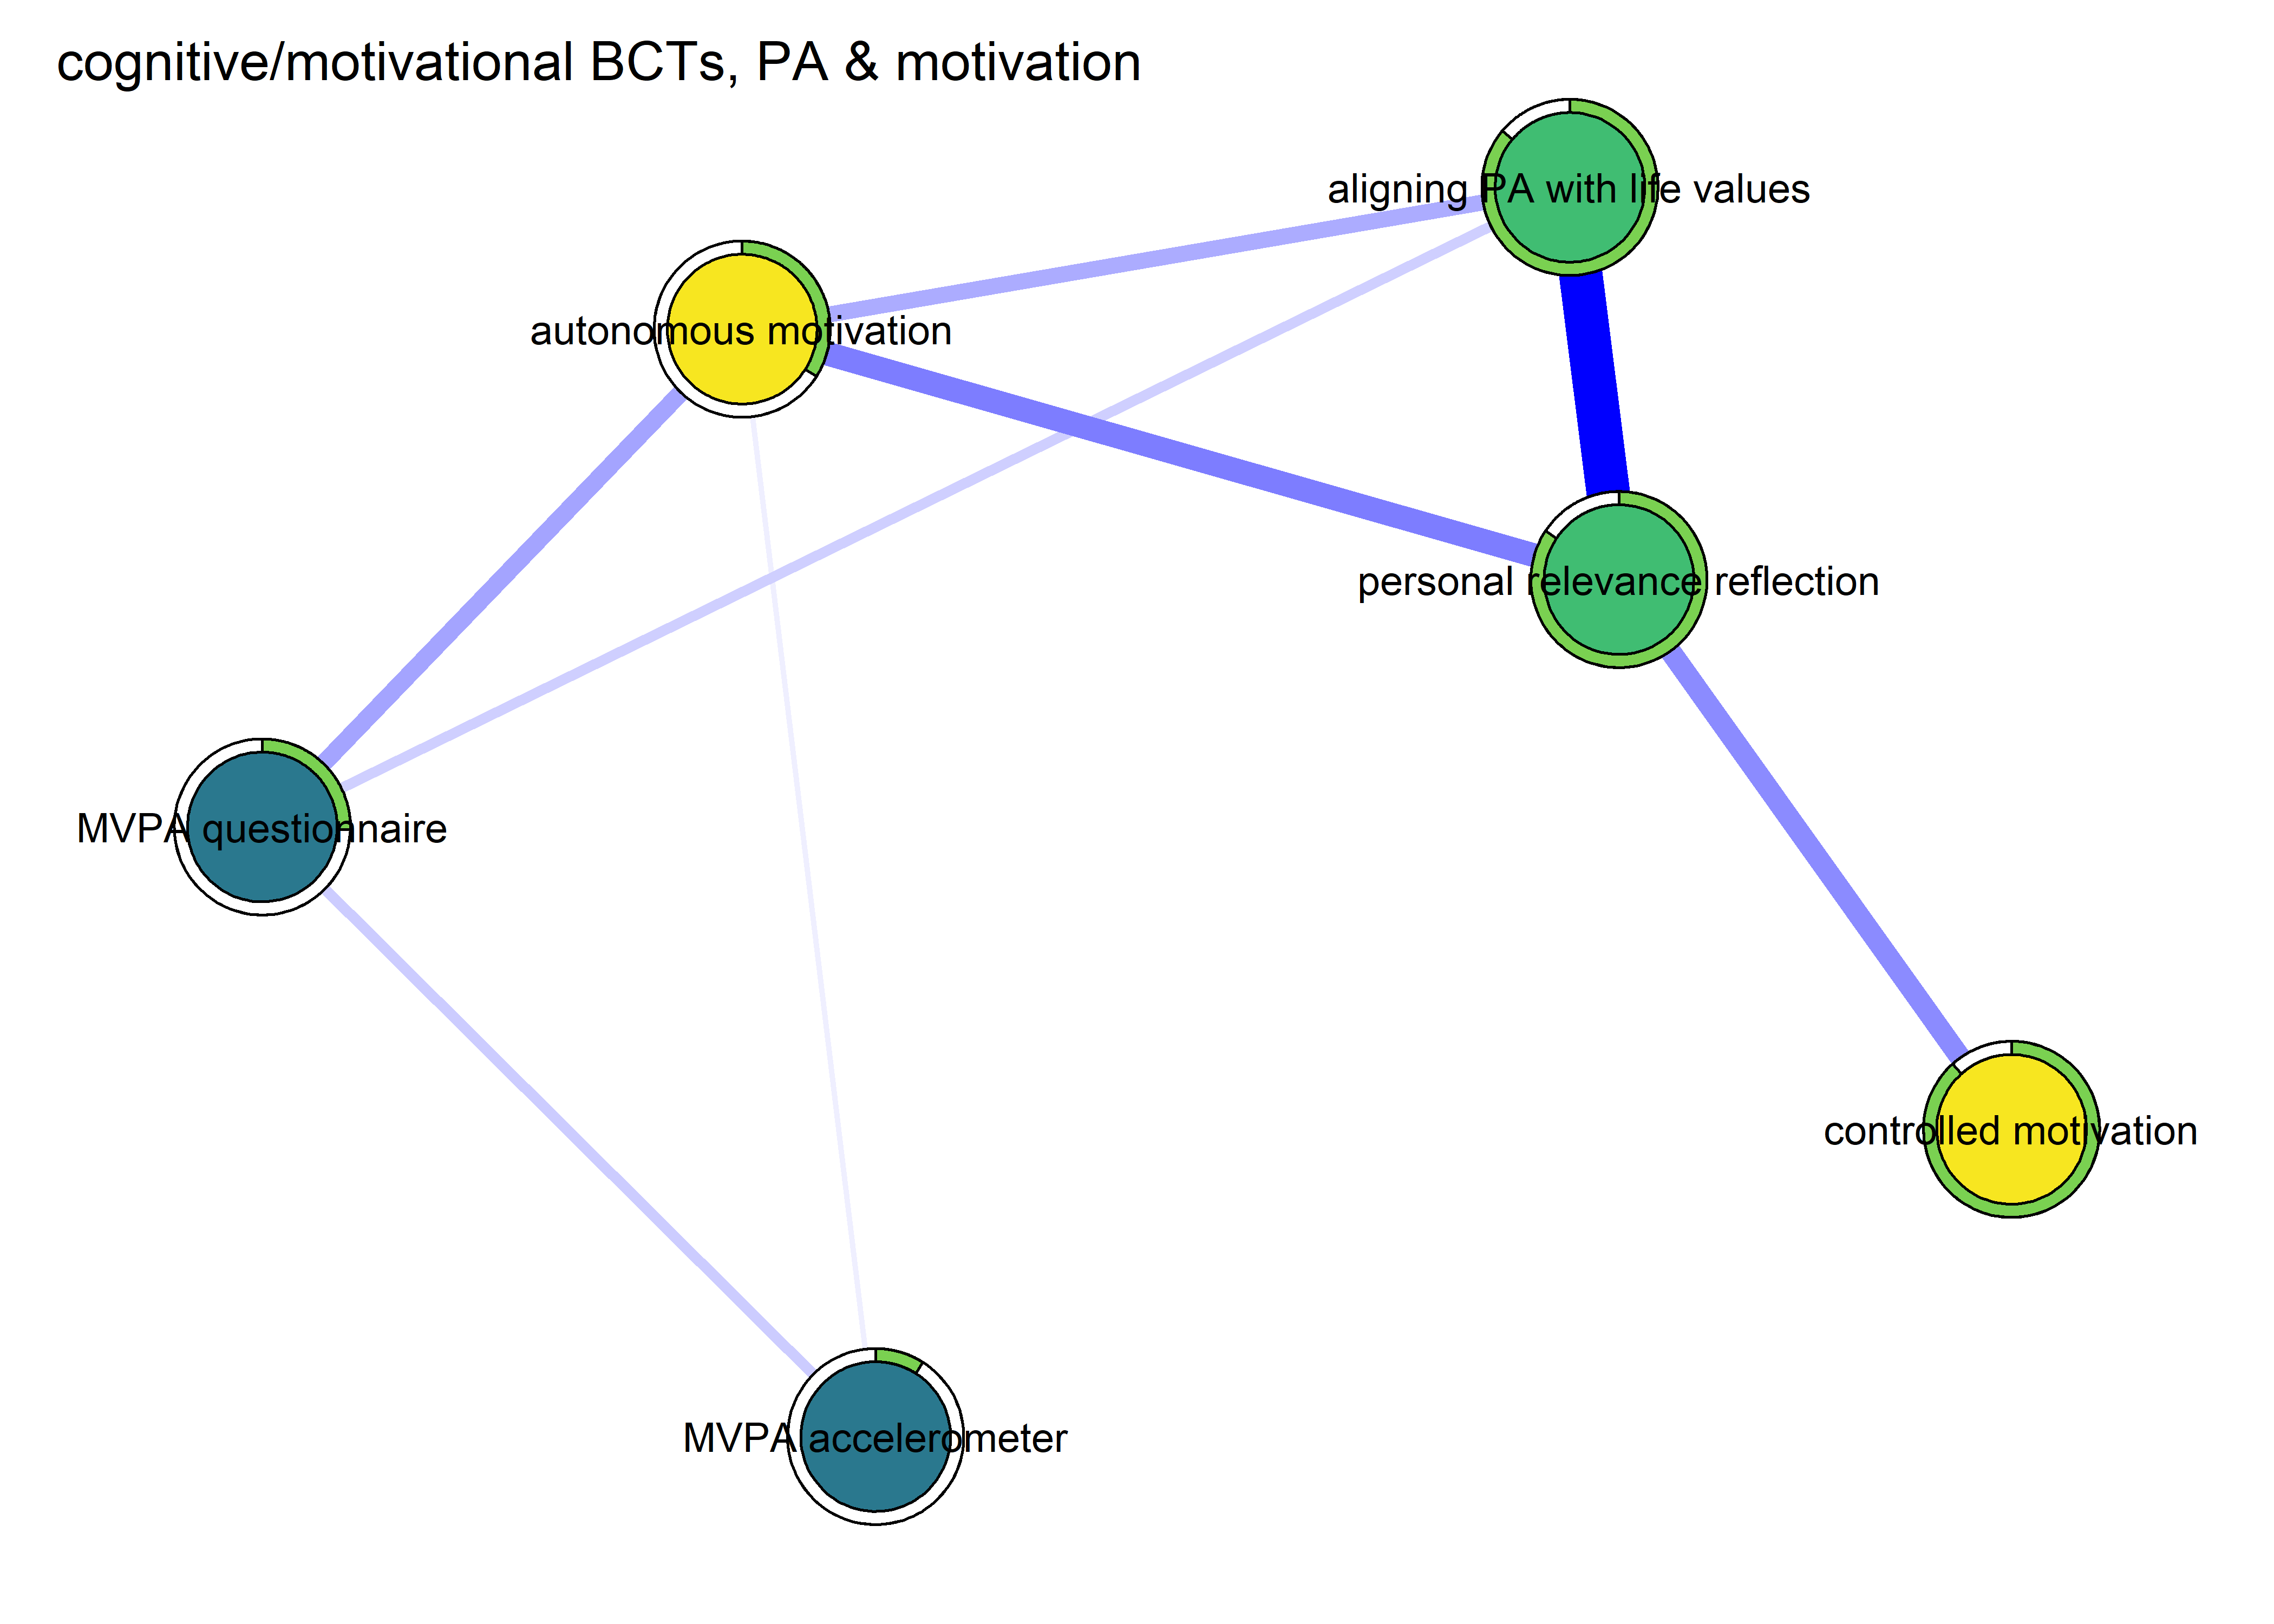 cognitive/motivational BCTs, PA & motivation
aligning PA with life values
autonomous motivation
personal relevance reflection
MVPA questionnaire
controlled motivation
MVPA accelerometer